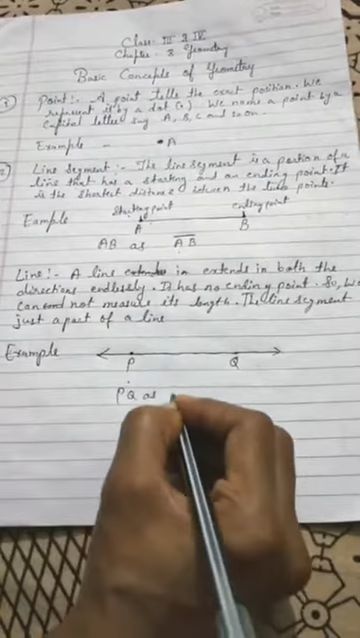 Class: III & IV
Chapter - 8 Geometry
Basic Concepts of Geometry
Point:- A point tells the exact position. We
represent it by a dot (•). We name a point by a
capital letter say A, B, C and so on.
Example - •A
Line Segment:- The line segment is a portion of a
line that has a starting and an ending point. It
is the shortest distance between the two points.
starting point ending point
Eample
A B
AB as AB
Line:- A line extends in extends in both the
directions endlessly. It has no ending point. So, we
can not measure its length. The line segment
just a part of a line
Example
P Q
PQ as